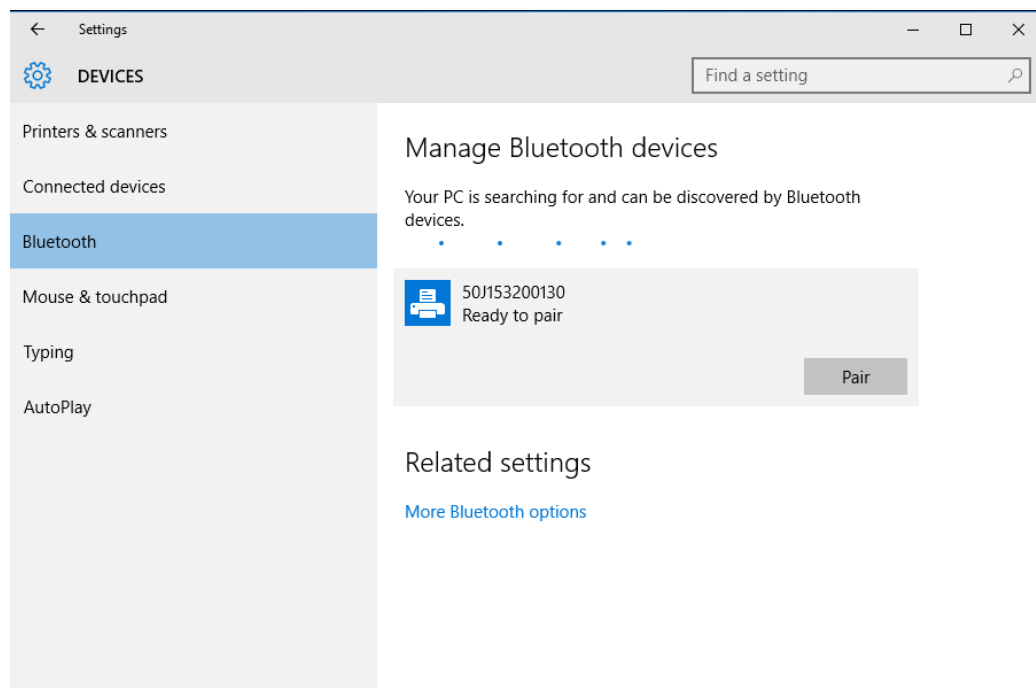 Settings
DEVICES
Find a setting
Printers & scanners
Connected devices
Bluetooth
Mouse & touchpad
Typing
AutoPlay
Manage Bluetooth devices
Your PC is searching for and can be discovered by Bluetooth
devices.
50J153200130
Ready to pair
Pair
Related settings
More Bluetooth options